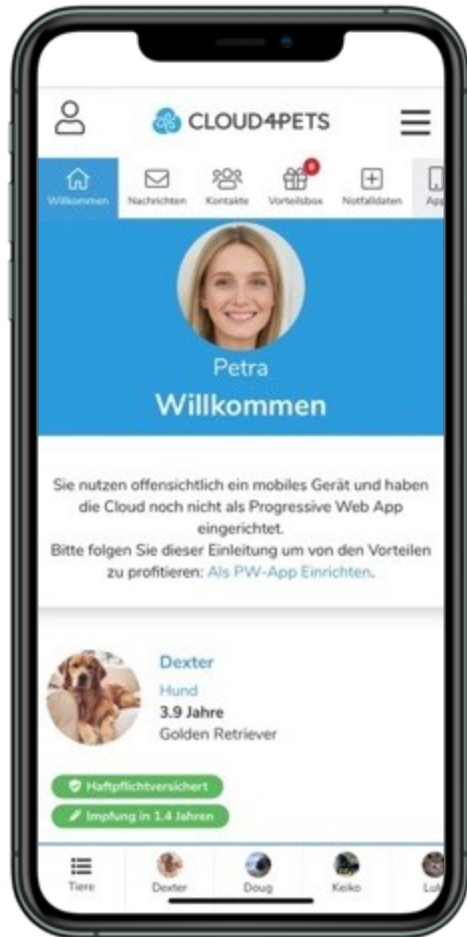 CLOUD4PETS
Willkommen
Nachrichten
Kontakte
Vorteilsbox
Notfalldaten
App
Petra
Willkommen
Sie nutzen offensichtlich ein mobiles Gerät und haben
die Cloud noch nicht als Progressive Web App
eingerichtet.
Bitte folgen Sie dieser Einleitung um von den Vorteilen
zu profitieren: Als PW-App Einrichten.
Dexter
Hund
3.9 Jahre
Golden Retriever
Haftpflichtversichert
Impfung in 1.4 Jahren
Tiere
Dexter
Doug
Keiko